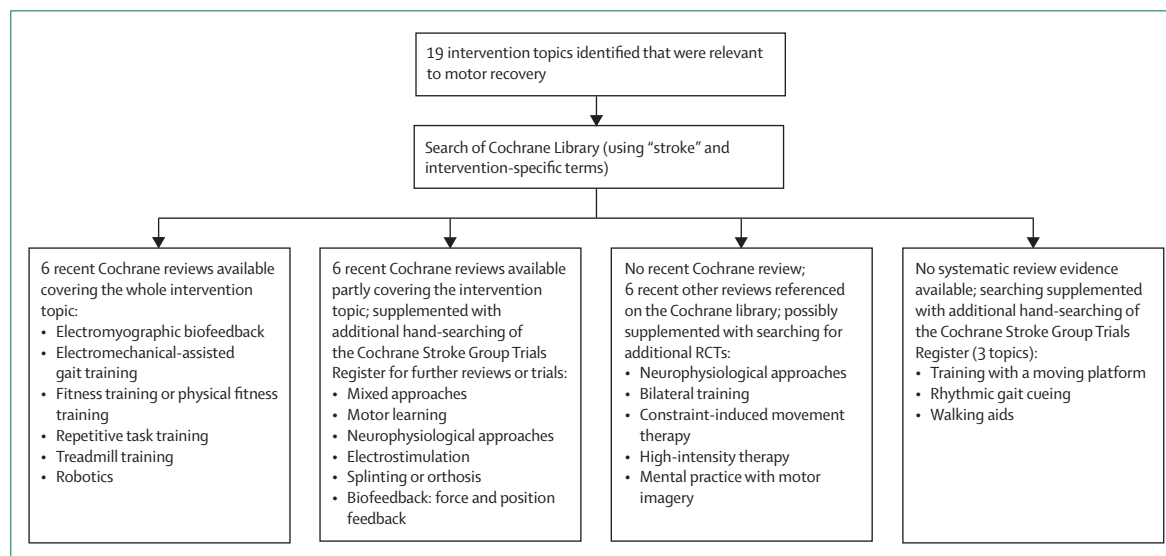 19 intervention topics identified that were relevant
to motor recovery
Search of Cochrane Library (using “stroke” and
intervention-specific terms)
6 recent Cochrane reviews available
covering the whole intervention
topic:
• Electromyographic biofeedback
• Electromechanical-assisted
gait training
• Fitness training or physical fitness
training
• Repetitive task training
• Treadmill training
• Robotics
6 recent Cochrane reviews available
partly covering the intervention
topic; supplemented with
additional hand-searching of
the Cochrane Stroke Group Trials
Register for further reviews or trials:
• Mixed approaches
• Motor learning
• Neurophysiological approaches
• Electrostimulation
• Splinting or orthosis
• Biofeedback: force and position
feedback
No recent Cochrane review;
6 recent other reviews referenced
on the Cochrane library; possibly
supplemented with searching for
additional RCTs:
• Neurophysiological approaches
• Bilateral training
• Constraint-induced movement
therapy
• High-intensity therapy
• Mental practice with motor
imagery
No systematic review evidence
available; searching supplemented
with additional hand-searching of
the Cochrane Stroke Group Trials
Register (3 topics):
• Training with a moving platform
• Rhythmic gait cueing
• Walking aids